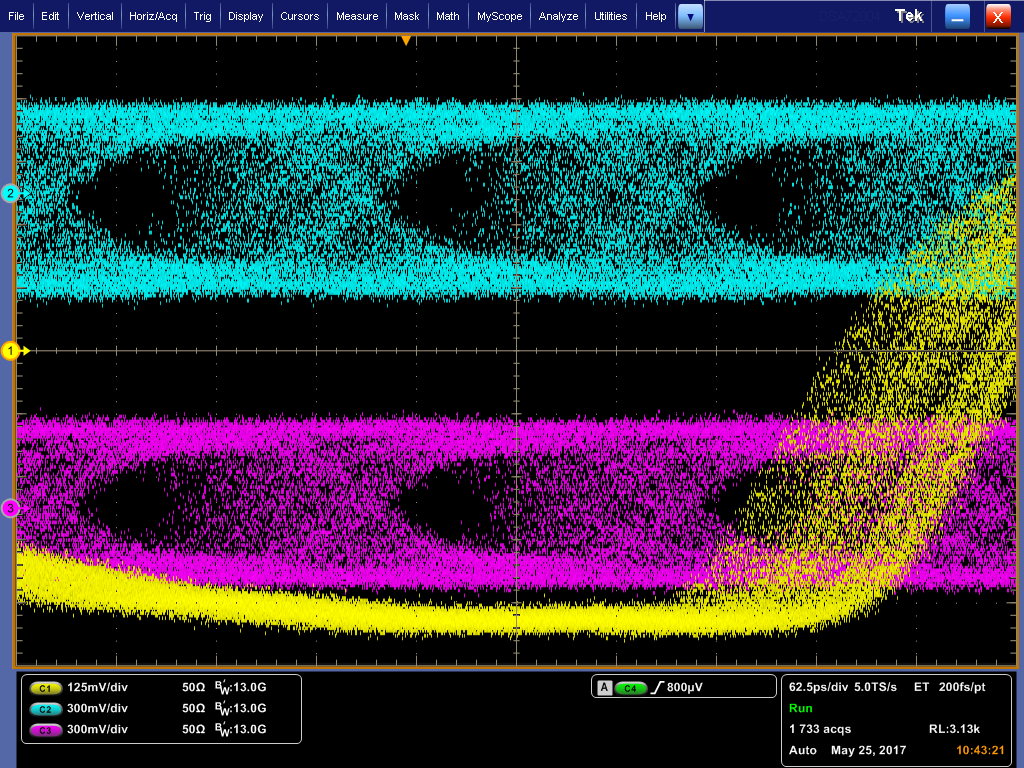 File Edit Vertical Horiz/Acq Trig Display Cursors Measure Mask Math MyScope Analyze Utilities Help ▼ Tek X
2
1
3
C1 125mV/div 50Ω B'W:13.0G
C2 300mV/div 50Ω B'W:13.0G
C3 300mV/div 50Ω B'W:13.0G
A C4 800µV
62.5ps/div 5.0TS/s ET 200fs/pt
Run
1 733 acqs RL:3.13k
Auto May 25, 2017 10:43:21